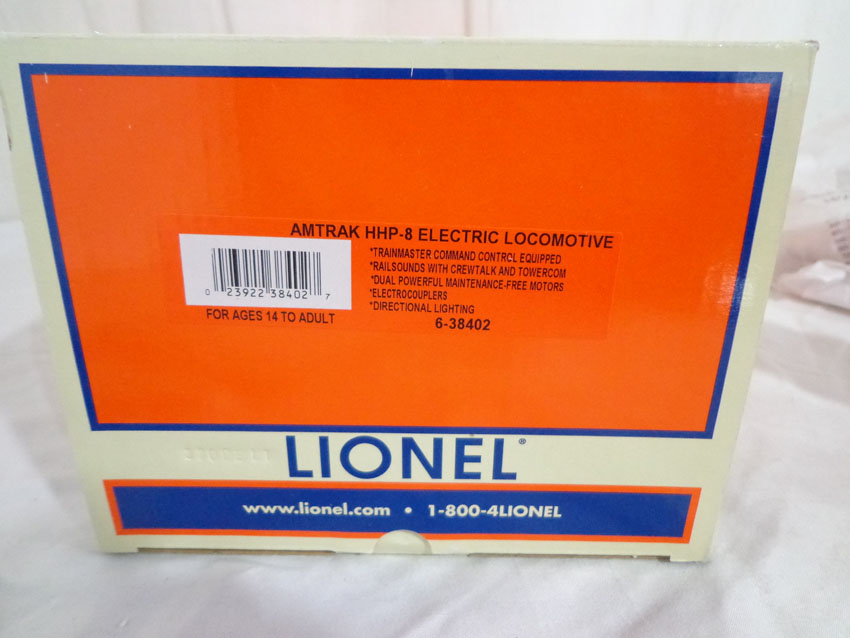 AMTRAK HHP-8 ELECTRIC LOCOMOTIVE
*TRAINMASTER COMMAND CONTROL EQUIPPED
*RAILSOUNDS WITH CREWTALK AND TOWERCOM
*DUAL POWERFUL MAINTENANCE-FREE MOTORS
*ELECTROCOUPLERS
*DIRECTIONAL LIGHTING
6-38402
0 23922 38402 7
FOR AGES 14 TO ADULT
LIONEL®
www.lionel.com • 1-800-4LIONEL